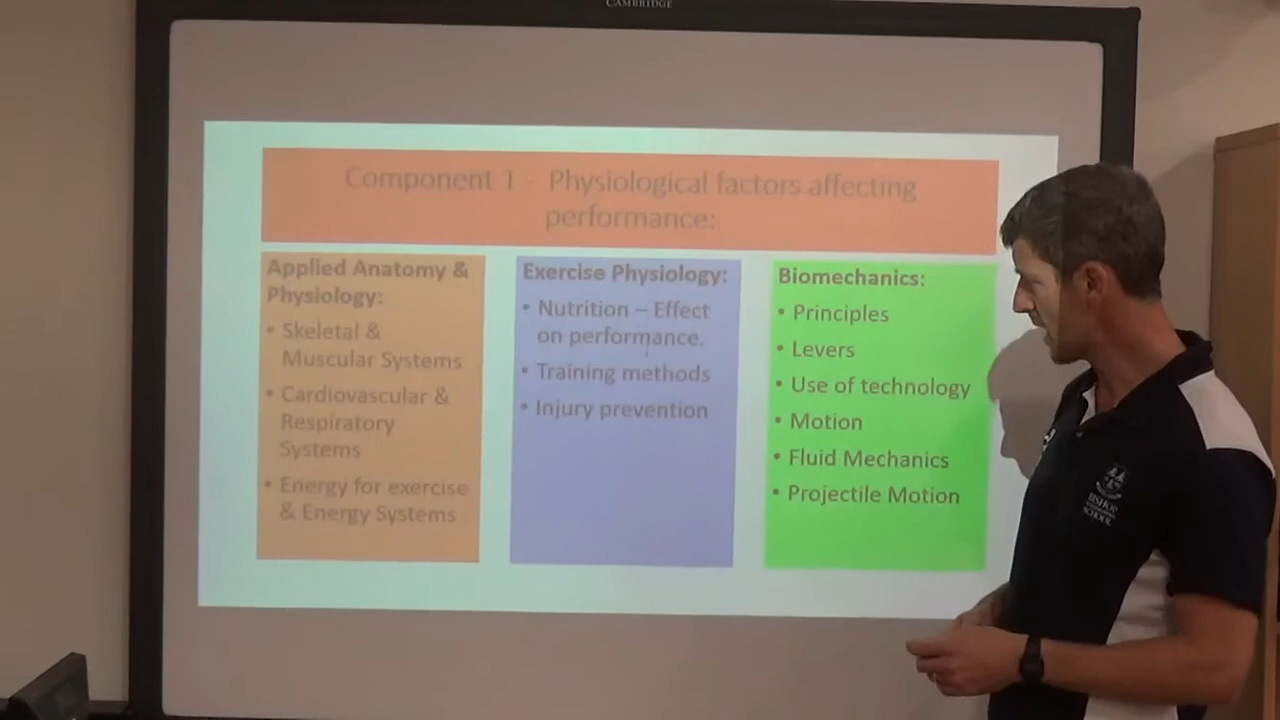 CAMBRIDGE
Component 1 - Physiological factors affecting
performance:
Applied Anatomy &
Physiology:
• Skeletal &
Muscular Systems
• Cardiovascular &
Respiratory
Systems
• Energy for exercise
& Energy Systems
Exercise Physiology:
• Nutrition – Effect
on performance.
• Training methods
• Injury prevention
Biomechanics:
• Principles
• Levers
• Use of technology
• Motion
• Fluid Mechanics
• Projectile Motion
SCHOOL